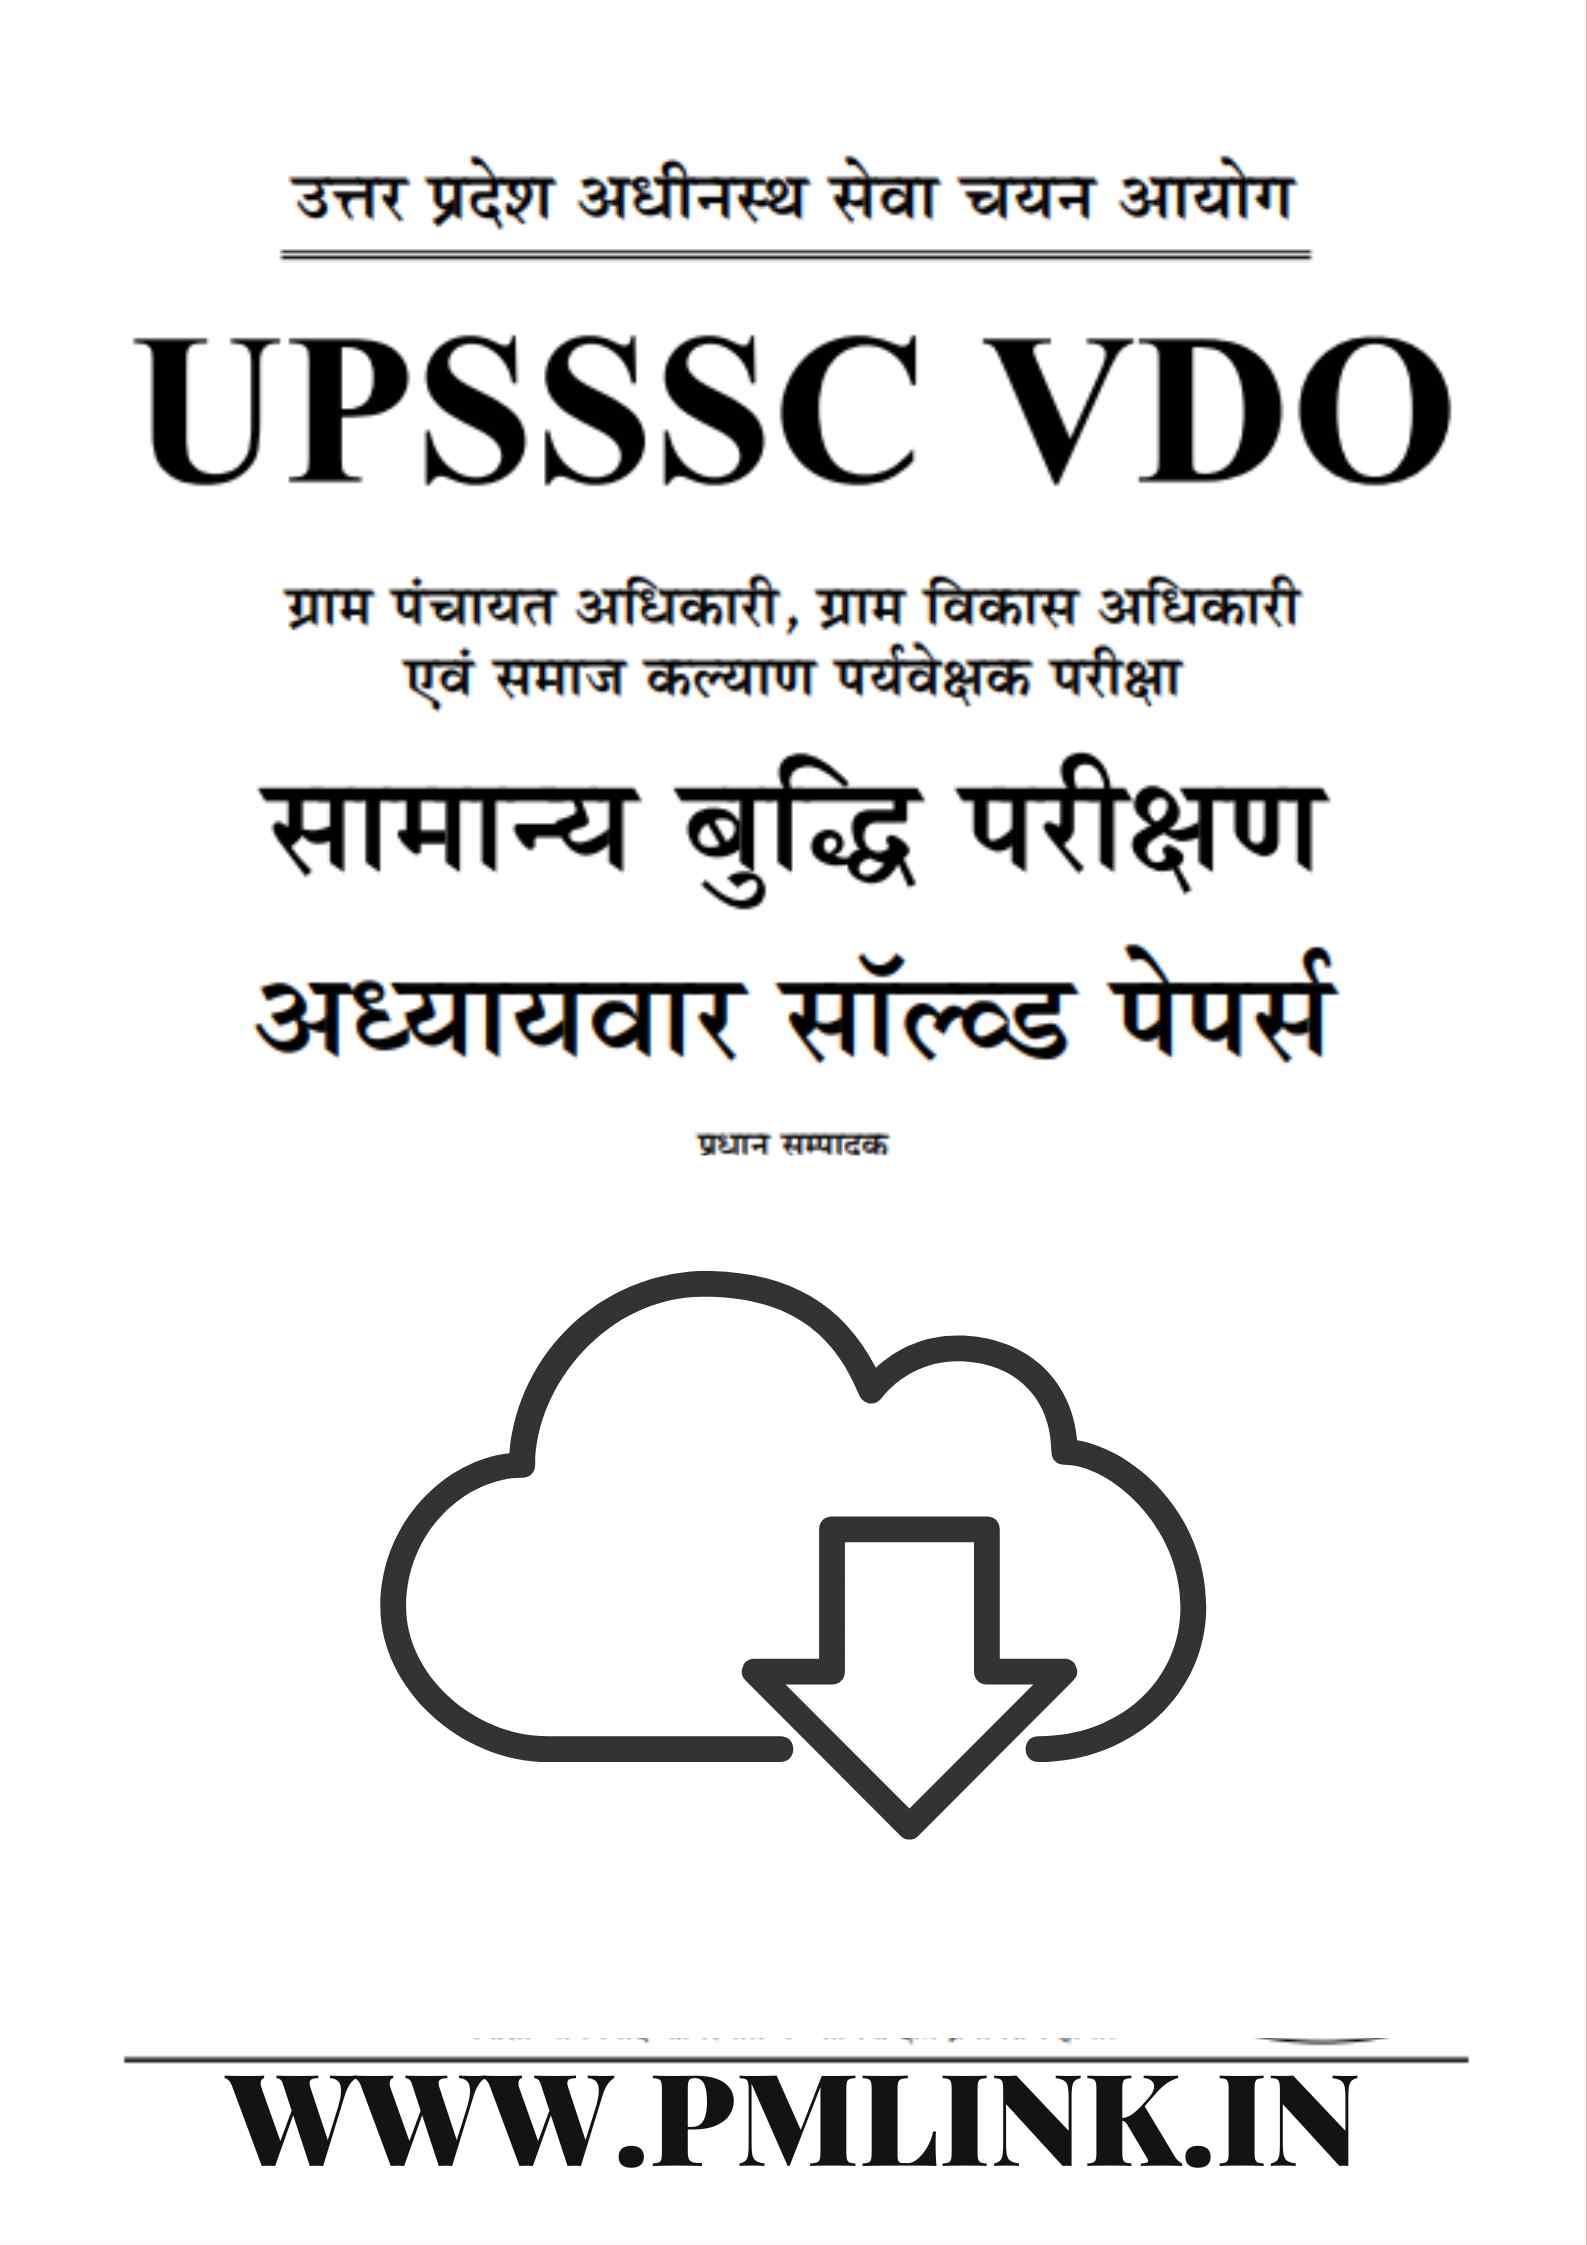 उत्तर प्रदेश अधीनस्थ सेवा चयन आयोग
UPSSSC VDO
ग्राम पंचायत अधिकारी, ग्राम विकास अधिकारी
एवं समाज कल्याण पर्यवेक्षक परीक्षा
सामान्य बुद्धि परीक्षण
अध्यायवार सॉल्व्ड पेपर्स
प्रधान सम्पादक
WWW.PMLINK.IN